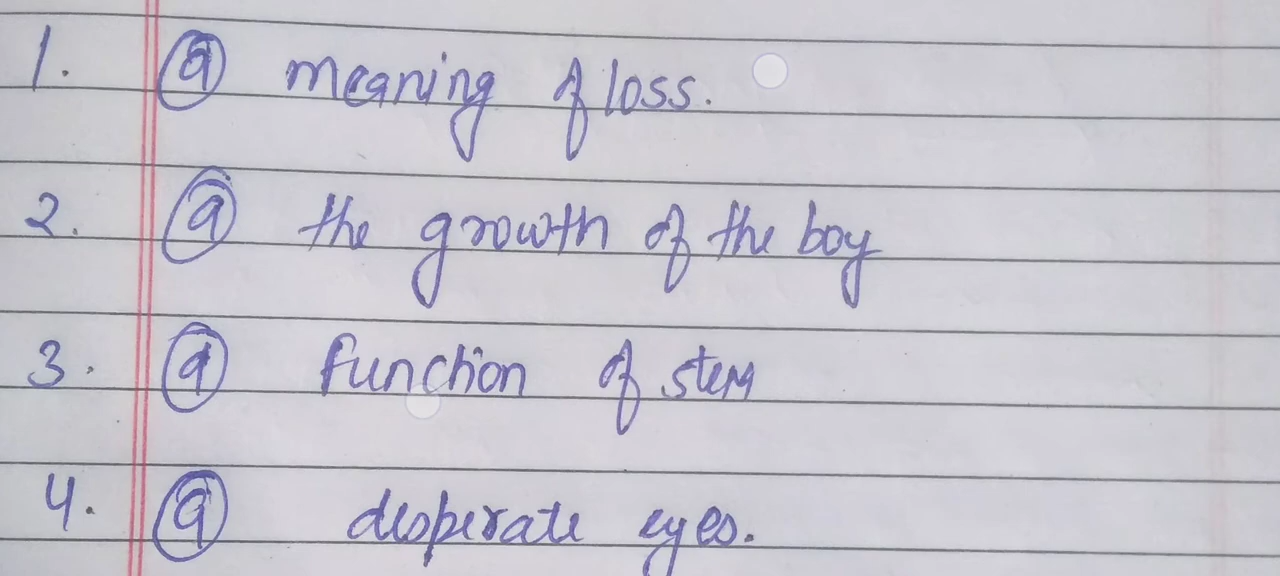 1. ⓐ meaning of loss.
2. ⓐ the growth of the boy
3. ⓐ function of stem
4. ⓐ desperate eyes.